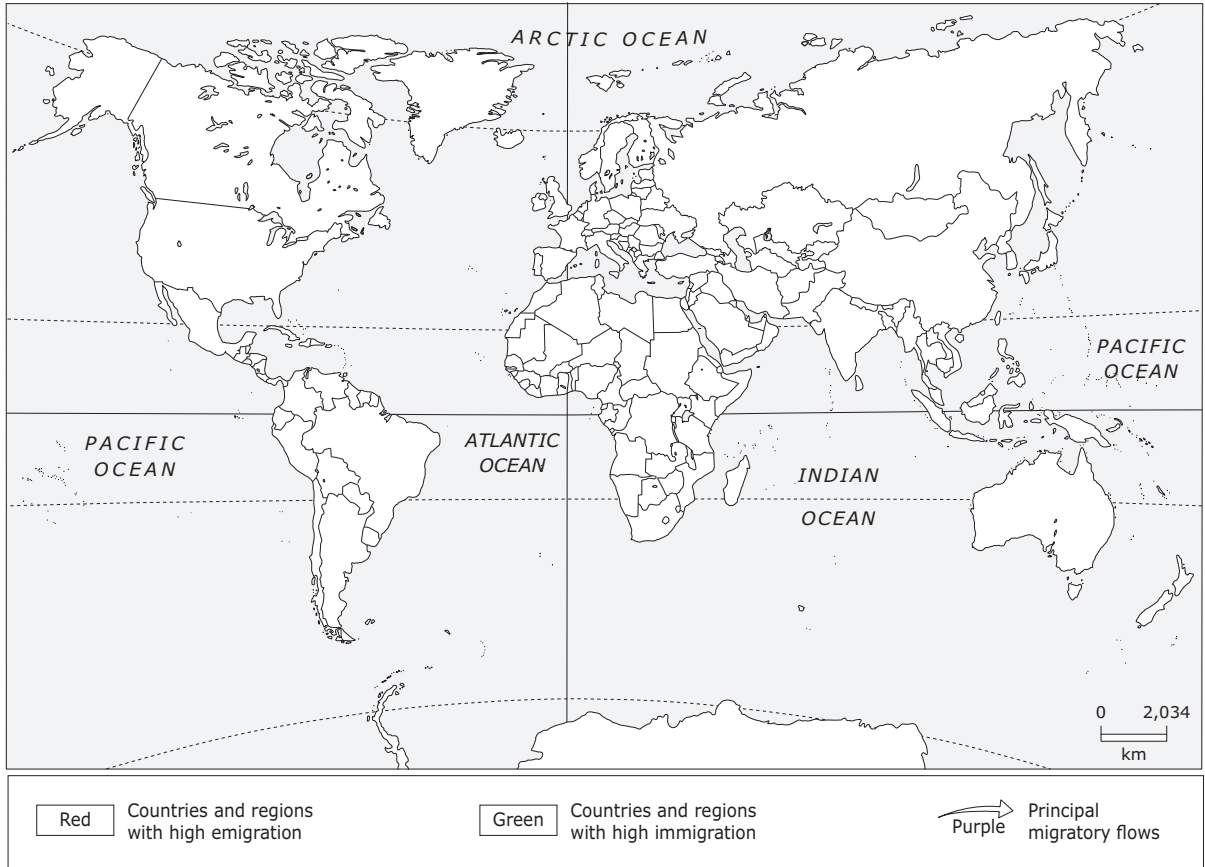 ARCTIC OCEAN
PACIFIC
OCEAN
PACIFIC
OCEAN
ATLANTIC
OCEAN
INDIAN
OCEAN
0 2,034
km
Red
Countries and regions
with high emigration
Green
Countries and regions
with high immigration
Purple
Principal
migratory flows